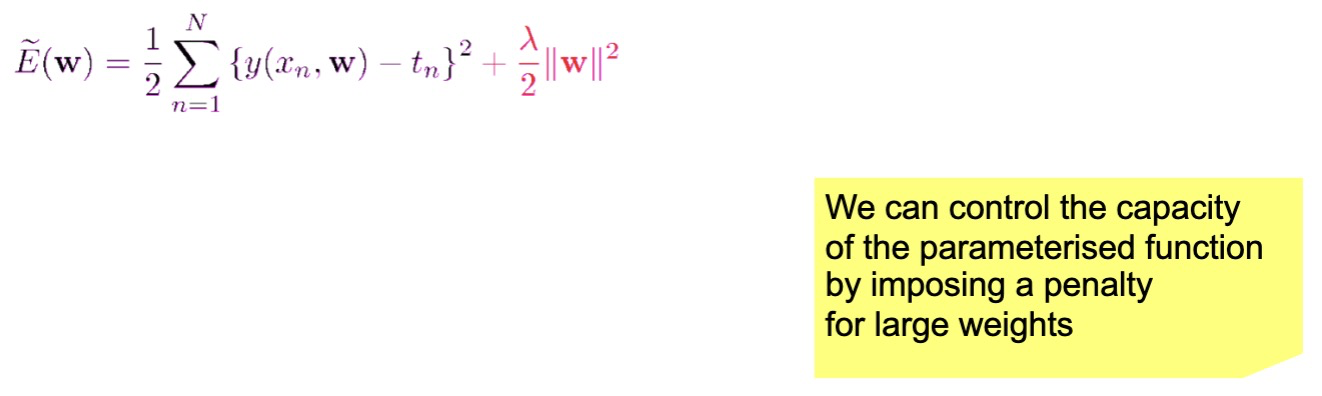 $\widetilde{E}(\mathbf{w}) = \frac{1}{2} \sum_{n=1}^{N} \{y(x_n, \mathbf{w}) - t_n\}^2 + \frac{\lambda}{2} \|\mathbf{w}\|^2$
We can control the capacity
of the parameterised function
by imposing a penalty
for large weights